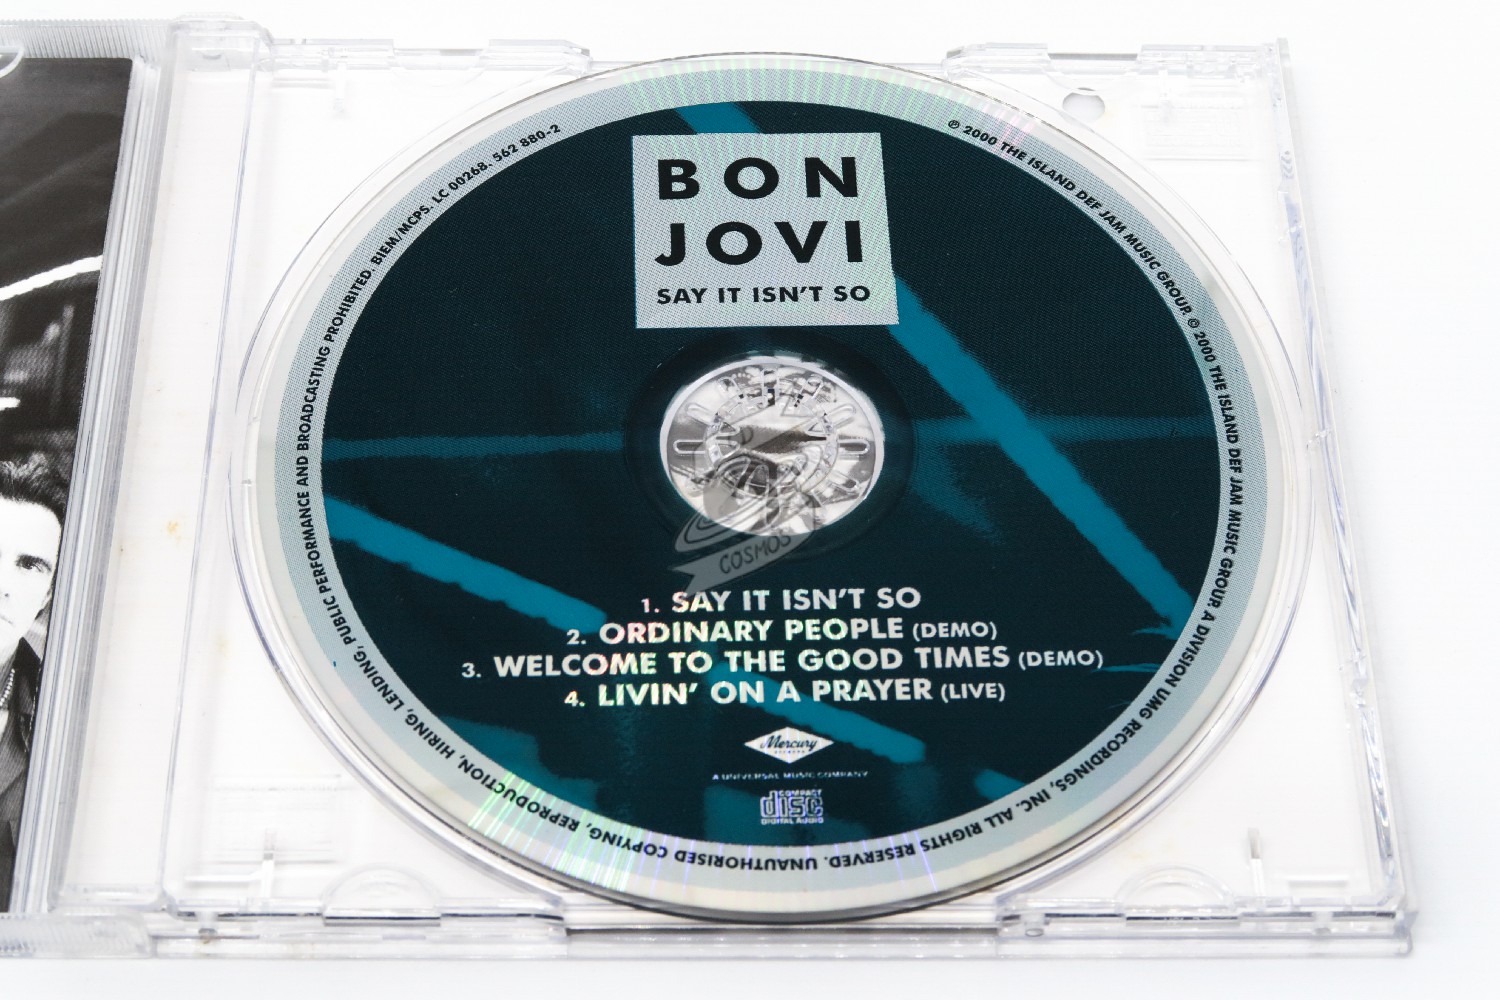 BON
JOVI
SAY IT ISN'T SO
COSMOS
1. SAY IT ISN'T SO
2. ORDINARY PEOPLE (DEMO)
3. WELCOME TO THE GOOD TIMES (DEMO)
4. LIVIN' ON A PRAYER (LIVE)
Mercury
RECORDS
A UNIVERSAL MUSIC COMPANY
COMPACT
disc
DIGITAL AUDIO
℗ 2000 THE ISLAND DEF JAM MUSIC GROUP. © 2000 THE ISLAND DEF JAM MUSIC GROUP. A DIVISION UMG RECORDINGS, INC. ALL RIGHTS RESERVED. UNAUTHORISED COPYING, REPRODUCTION, HIRING, LENDING, PUBLIC PERFORMANCE AND BROADCASTING PROHIBITED. BIEM/MCPS. LC 00268. 562 880-2